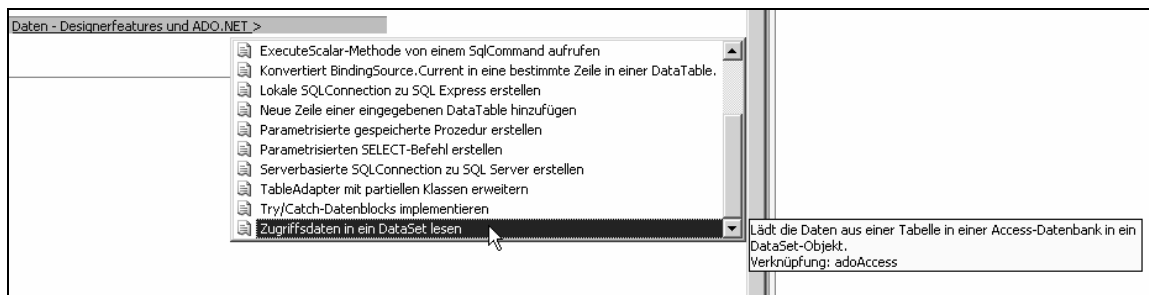 Daten - Designerfeatures und ADO.NET >
ExecuteScalar-Methode von einem SqlCommand aufrufen
Konvertiert BindingSource.Current in eine bestimmte Zeile in einer DataTable.
Lokale SQLConnection zu SQL Express erstellen
Neue Zeile einer eingegebenen DataTable hinzufügen
Parametrisierte gespeicherte Prozedur erstellen
Parametrisierten SELECT-Befehl erstellen
Serverbasierte SQLConnection zu SQL Server erstellen
TableAdapter mit partiellen Klassen erweitern
Try/Catch-Datenblocks implementieren
Zugriffsdaten in ein DataSet lesen
Lädt die Daten aus einer Tabelle in einer Access-Datenbank in ein
DataSet-Objekt.
Verknüpfung: adoAccess